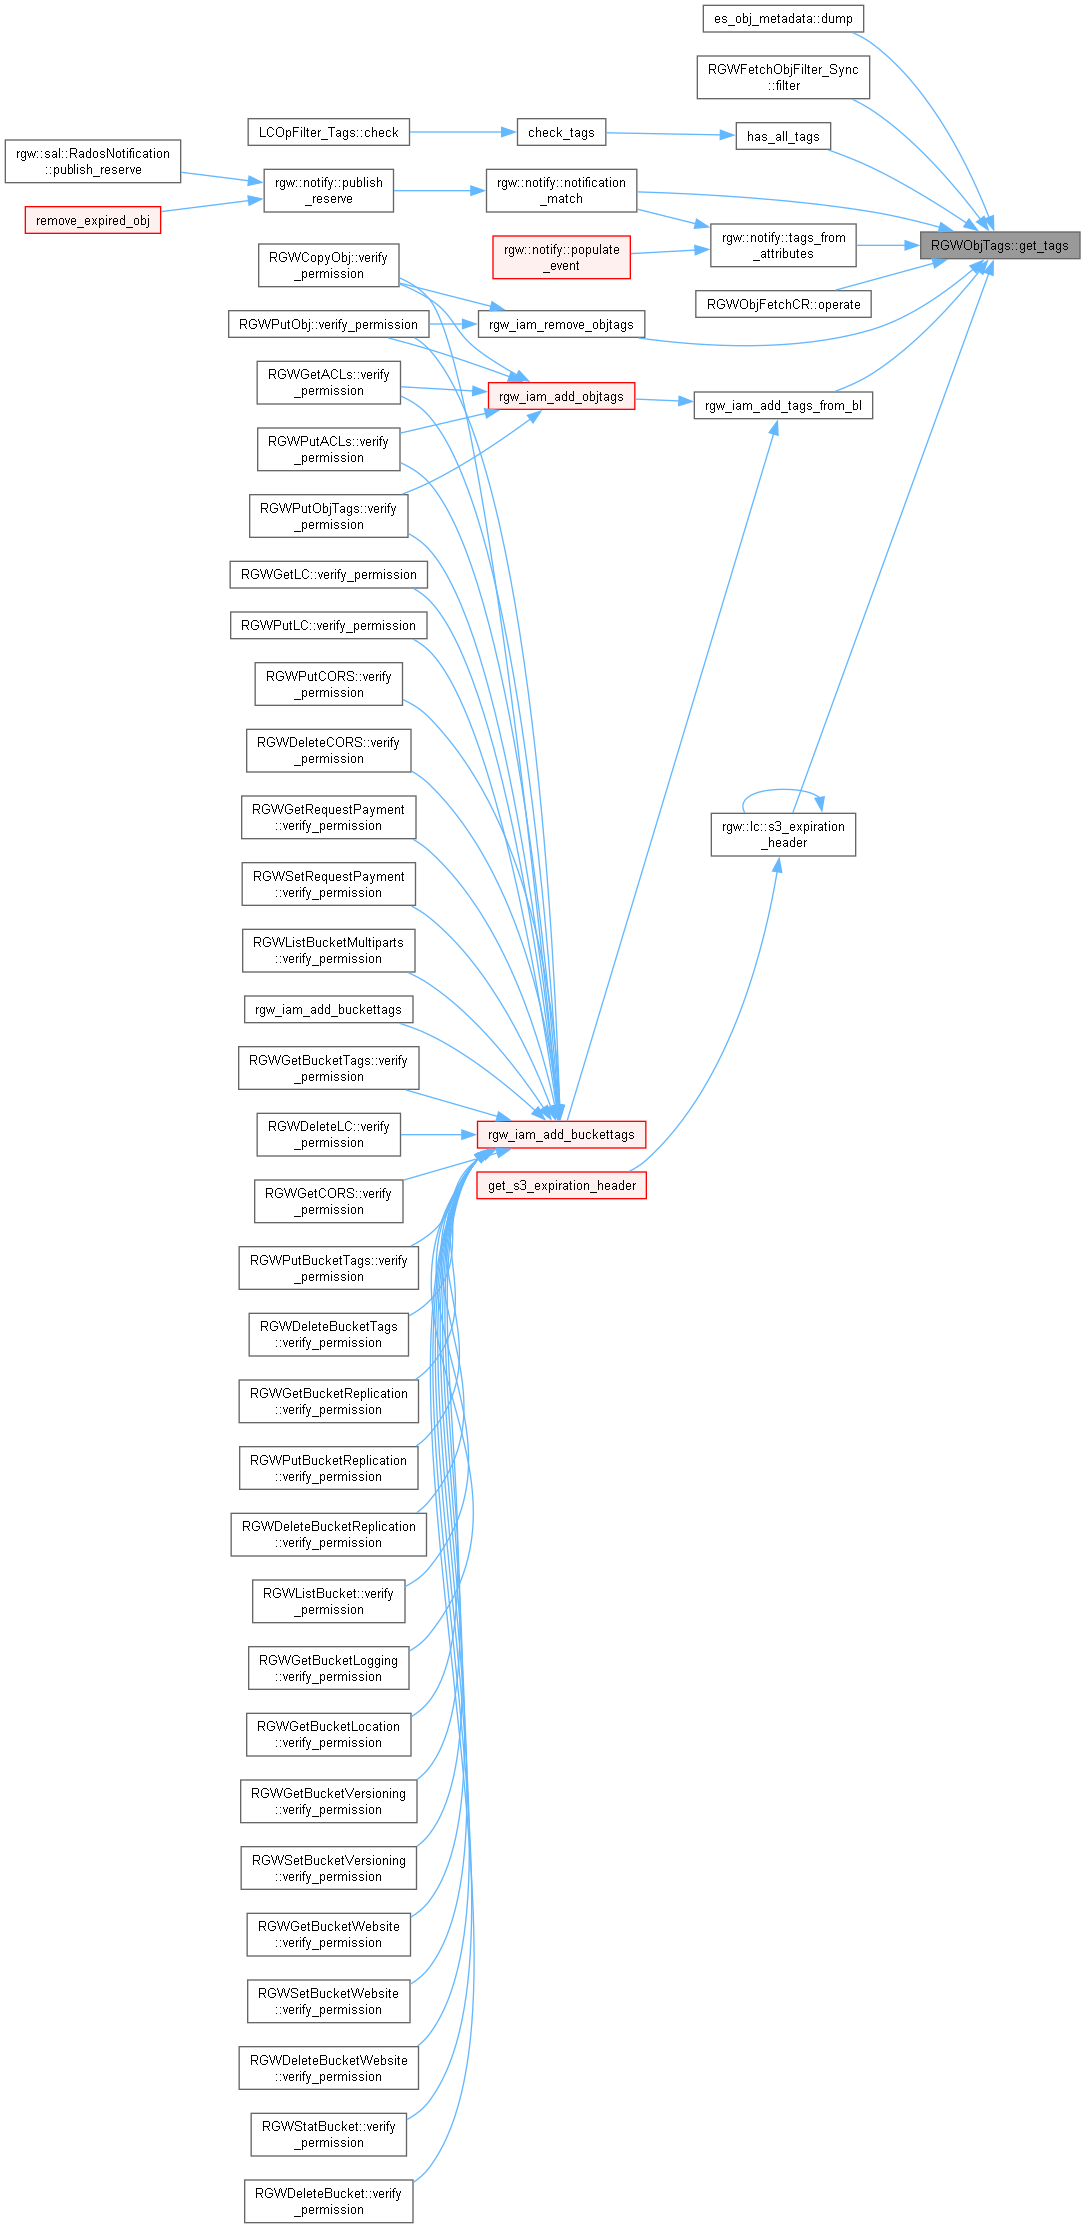 es_obj_metadata::dump
RGWFetchObjFilter_Sync
::filter
LCOpFilter_Tags::check
check_tags
has_all_tags
rgw::sal::RadosNotification
::publish_reserve
remove_expired_obj
rgw::notify::publish
_reserve
rgw::notify::notification
_match
rgw::notify::populate
_event
rgw::notify::tags_from
_attributes
RGWObjTags::get_tags
RGWObjFetchCR::operate
RGWCopyObj::verify
_permission
RGWPutObj::verify_permission
rgw_iam_remove_objtags
RGWGetACLs::verify
_permission
rgw_iam_add_objtags
rgw_iam_add_tags_from_bl
RGWPutACLs::verify
_permission
RGWPutObjTags::verify
_permission
RGWGetLC::verify_permission
RGWPutLC::verify_permission
RGWPutCORS::verify
_permission
RGWDeleteCORS::verify
_permission
RGWGetRequestPayment
::verify_permission
rgw::lc::s3_expiration
_header
RGWSetRequestPayment
::verify_permission
RGWListBucketMultiparts
::verify_permission
rgw_iam_add_buckettags
RGWGetBucketTags::verify
_permission
RGWDeleteLC::verify
_permission
rgw_iam_add_buckettags
get_s3_expiration_header
RGWGetCORS::verify
_permission
RGWPutBucketTags::verify
_permission
RGWDeleteBucketTags
::verify_permission
RGWGetBucketReplication
::verify_permission
RGWPutBucketReplication
::verify_permission
RGWDeleteBucketReplication
::verify_permission
RGWListBucket::verify
_permission
RGWGetBucketLogging
::verify_permission
RGWGetBucketLocation
::verify_permission
RGWGetBucketVersioning
::verify_permission
RGWSetBucketVersioning
::verify_permission
RGWGetBucketWebsite
::verify_permission
RGWSetBucketWebsite
::verify_permission
RGWDeleteBucketWebsite
::verify_permission
RGWStatBucket::verify
_permission
RGWDeleteBucket::verify
_permission